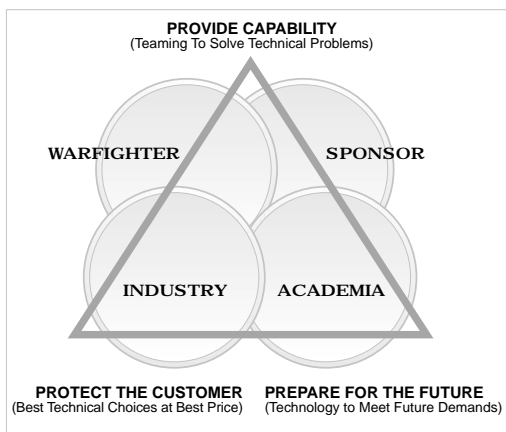 PROVIDE CAPABILITY
(Teaming To Solve Technical Problems)
WARFIGHTER
SPONSOR
INDUSTRY
ACADEMIA
PROTECT THE CUSTOMER
(Best Technical Choices at Best Price)
PREPARE FOR THE FUTURE
(Technology to Meet Future Demands)